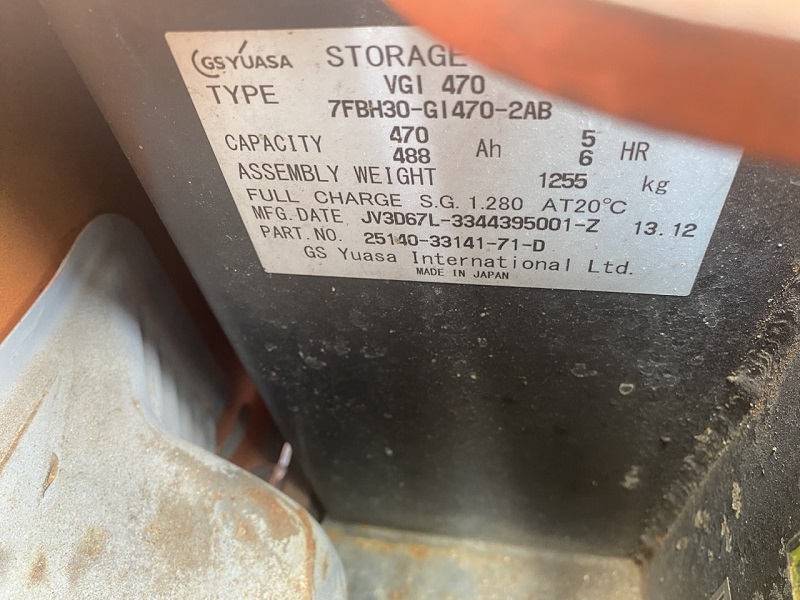 GS YUASA STORAGE
TYPE VGI 470
7FBH30-GI470-2AB
CAPACITY 470 Ah 5 HR
488 6
ASSEMBLY WEIGHT 1255 kg
FULL CHARGE S.G. 1.280 AT20℃
MFG. DATE JV3D67L-3344395001-Z 13.12
PART. NO. 25140-33141-71-D
GS Yuasa International Ltd.
MADE IN JAPAN